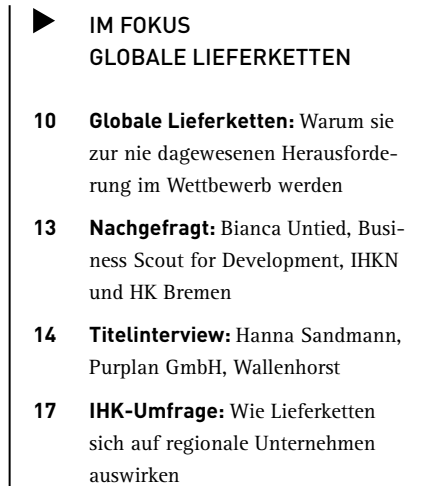 IM FOKUS
GLOBALE LIEFERKETTEN
10 Globale Lieferketten: Warum sie
zur nie dagewesenen Herausforde-
rung im Wettbewerb werden
13 Nachgefragt: Bianca Untied, Busi-
ness Scout for Development, IHKN
und HK Bremen
14 Titelinterview: Hanna Sandmann,
Purplan GmbH, Wallenhorst
17 IHK-Umfrage: Wie Lieferketten
sich auf regionale Unternehmen
auswirken